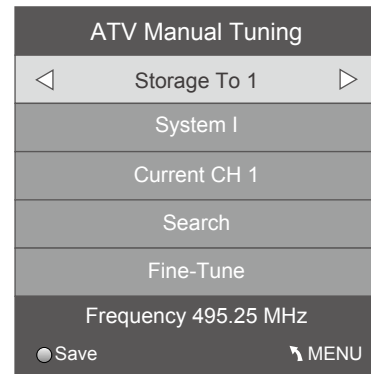 ATV Manual Tuning
Storage To 1
System I
Current CH 1
Search
Fine-Tune
Frequency 495.25 MHz
Save MENU